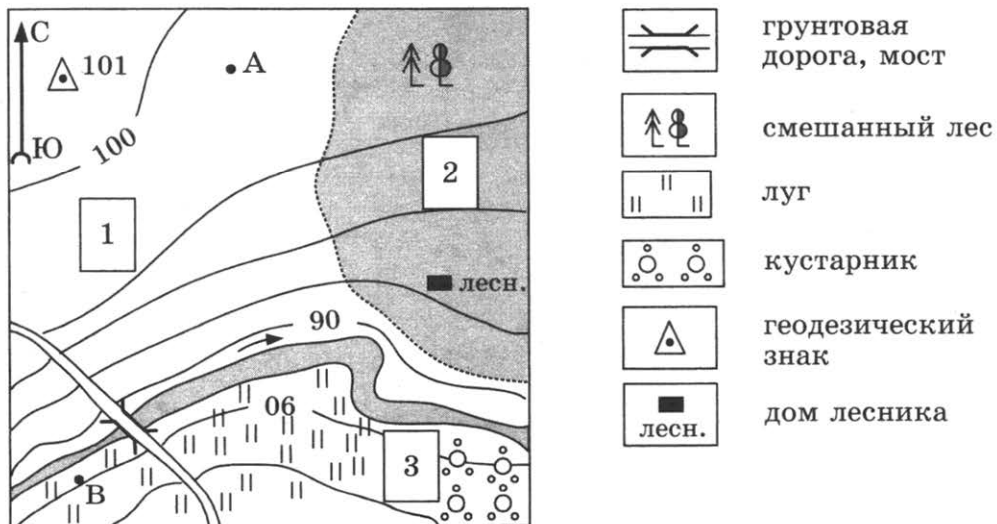 С
101
А
Ю
100
1
2
лесн.
90
90
3
В
грунтовая
дорога, мост
смешанный лес
луг
кустарник
геодезический
знак
лесн.
дом лесника